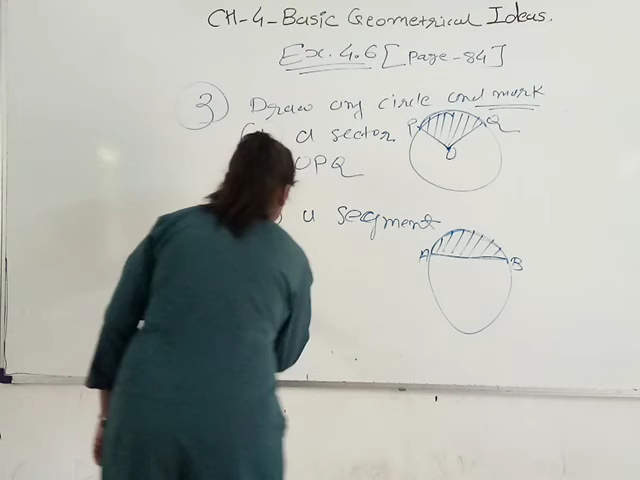 CH-4-Basic Geometrical Ideas.
Ex. 4.6 [Page-84]
3) Draw any circle and mark
a sector.
P Q
O
OPQ
a segment
A B